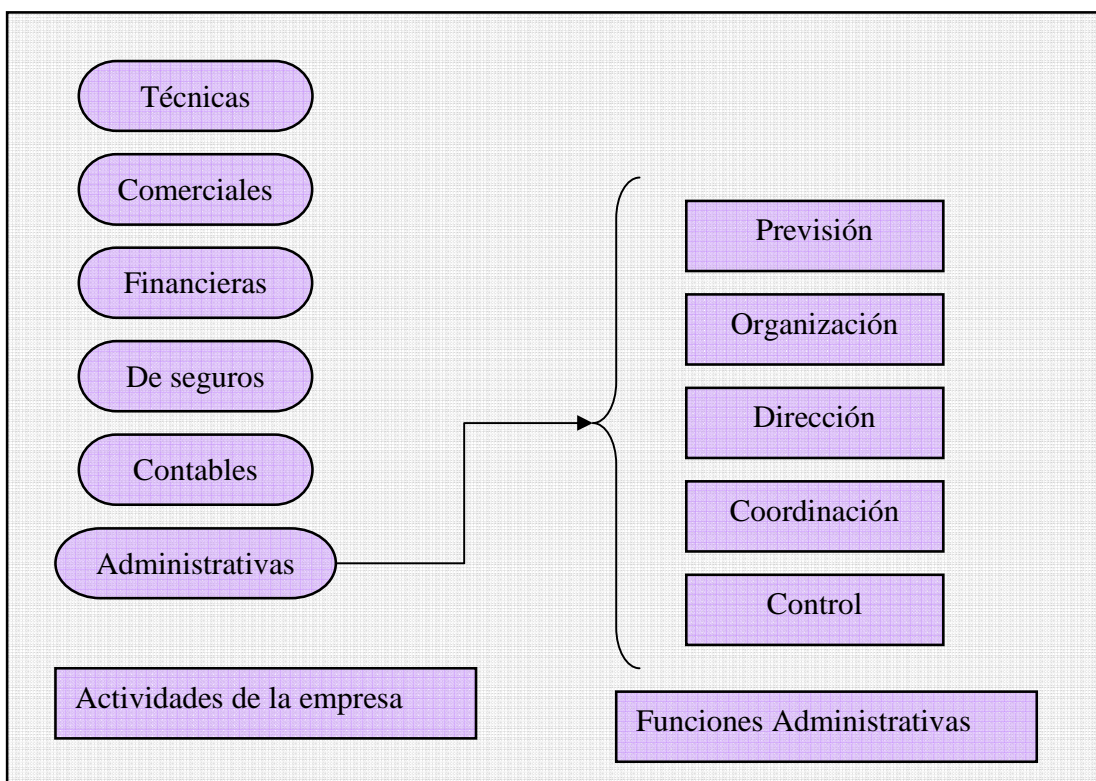 Técnicas
Comerciales
Financieras
De seguros
Contables
Administrativas
Actividades de la empresa
Previsión
Organización
Dirección
Coordinación
Control
Funciones Administrativas